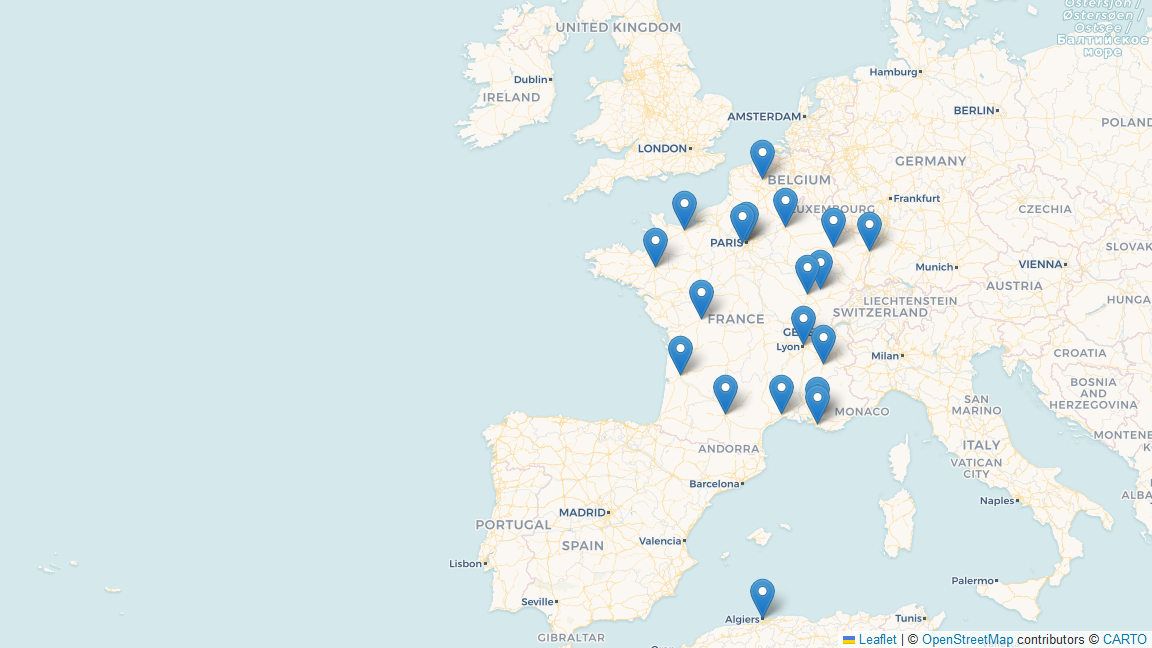 Østersjön /
Østersøen /
Ostsee /
Балтийское
море
UNITED KINGDOM
Dublin
IRELAND
Hamburg
BERLIN
AMSTERDAM
POLAND
LONDON
GERMANY
BELGIUM
Frankfurt
LUXEMBOURG
CZECHIA
PARIS
SLOVAK
Munich
VIENNA
AUSTRIA
LIECHTENSTEIN
HUNGA
SWITZERLAND
FRANCE
Lyon
Milan
CROATIA
BOSNIA
AND
HERZEGOVINA
SAN
MARINO
MONACO
MONTENE
ITALY
ANDORRA
VATICAN
CITY
Barcelona
ALBA
Naples
MADRID
PORTUGAL
Valencia
SPAIN
Lisbon
Palermo
Seville
Algiers
Tunis
GIBRALTAR
Leaflet | © OpenStreetMap contributors © CARTO